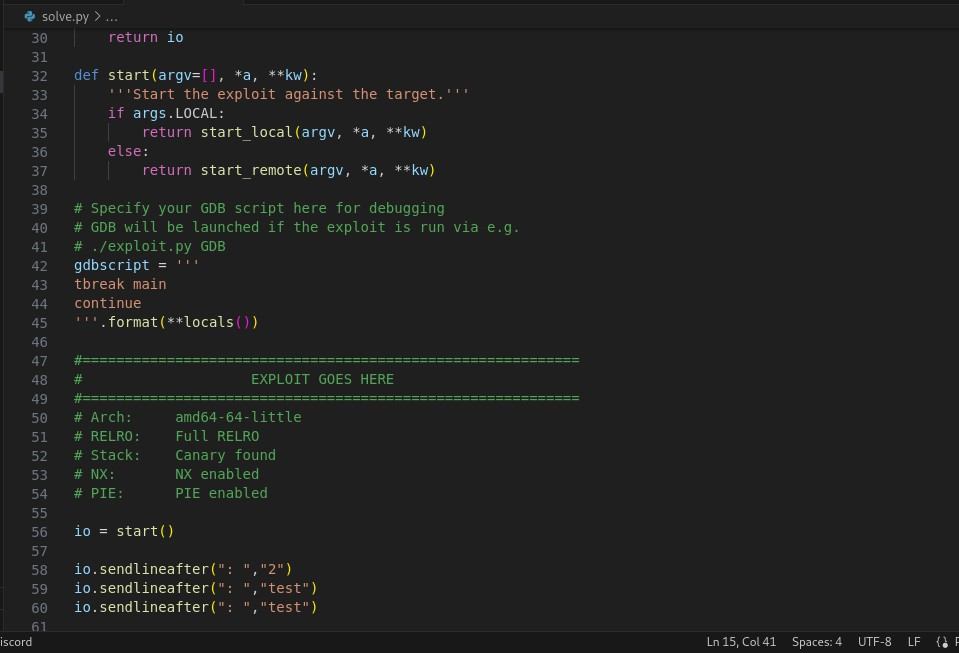 solve.py > ...
30     return io
31
32 def start(argv=[], *a, **kw):
33     '''Start the exploit against the target.'''
34     if args.LOCAL:
35         return start_local(argv, *a, **kw)
36     else:
37         return start_remote(argv, *a, **kw)
38
39 # Specify your GDB script here for debugging
40 # GDB will be launched if the exploit is run via e.g.
41 # ./exploit.py GDB
42 gdbscript = '''
43 tbreak main
44 continue
45 '''.format(**locals())
46
47 #===========================================================
48 #                    EXPLOIT GOES HERE
49 #===========================================================
50 # Arch:     amd64-64-little
51 # RELRO:    Full RELRO
52 # Stack:    Canary found
53 # NX:       NX enabled
54 # PIE:      PIE enabled
55
56 io = start()
57
58 io.sendlineafter(": ","2")
59 io.sendlineafter(": ","test")
60 io.sendlineafter(": ","test")
61
iscord Ln 15, Col 41 Spaces: 4 UTF-8 LF {}